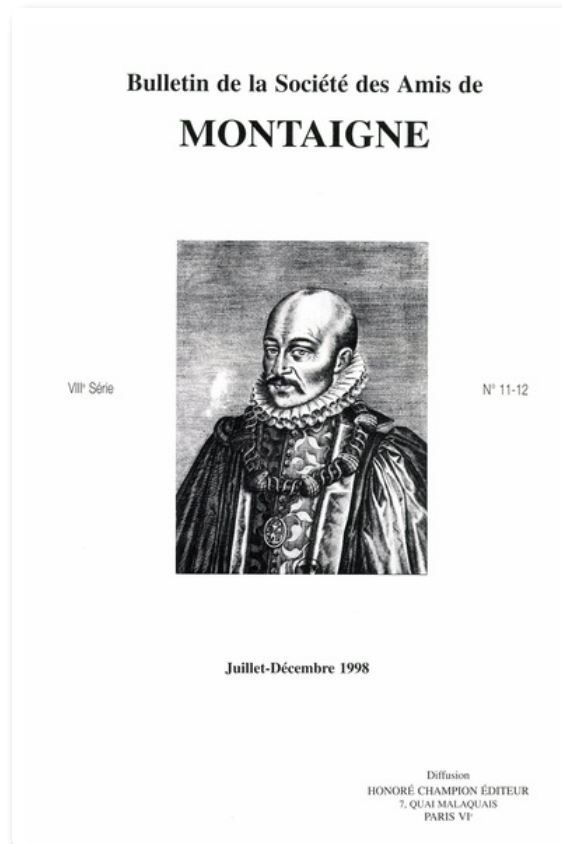 Bulletin de la Société des Amis de
MONTAIGNE
VIIIᵉ Série
N° 11-12
Juillet-Décembre 1998
Diffusion
HONORÉ CHAMPION ÉDITEUR
7, QUAI MALAQUAIS
PARIS VIᵉ